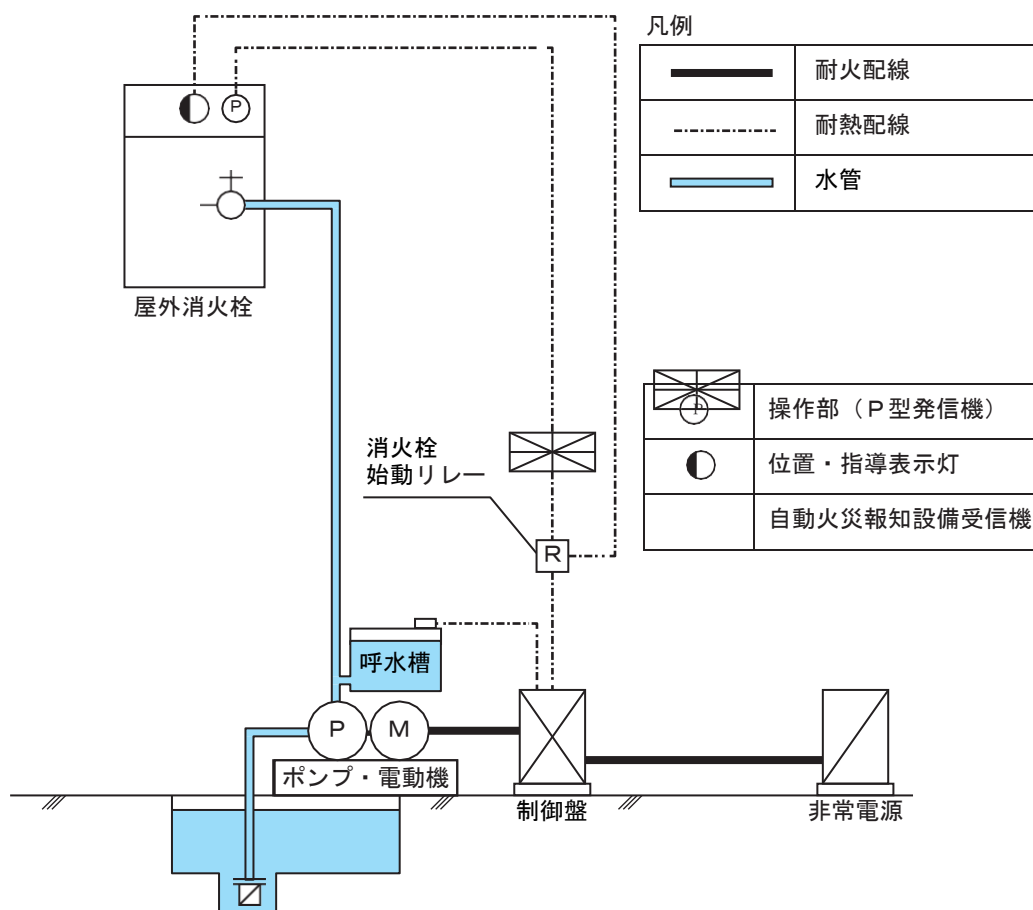 凡例
耐火配線
耐熱配線
水管
P
屋外消火栓
P
操作部（Ｐ型発信機）
位置・指導表示灯
自動火災報知設備受信機
消火栓
始動リレー
R
呼水槽
P
M
ポンプ・電動機
制御盤
非常電源